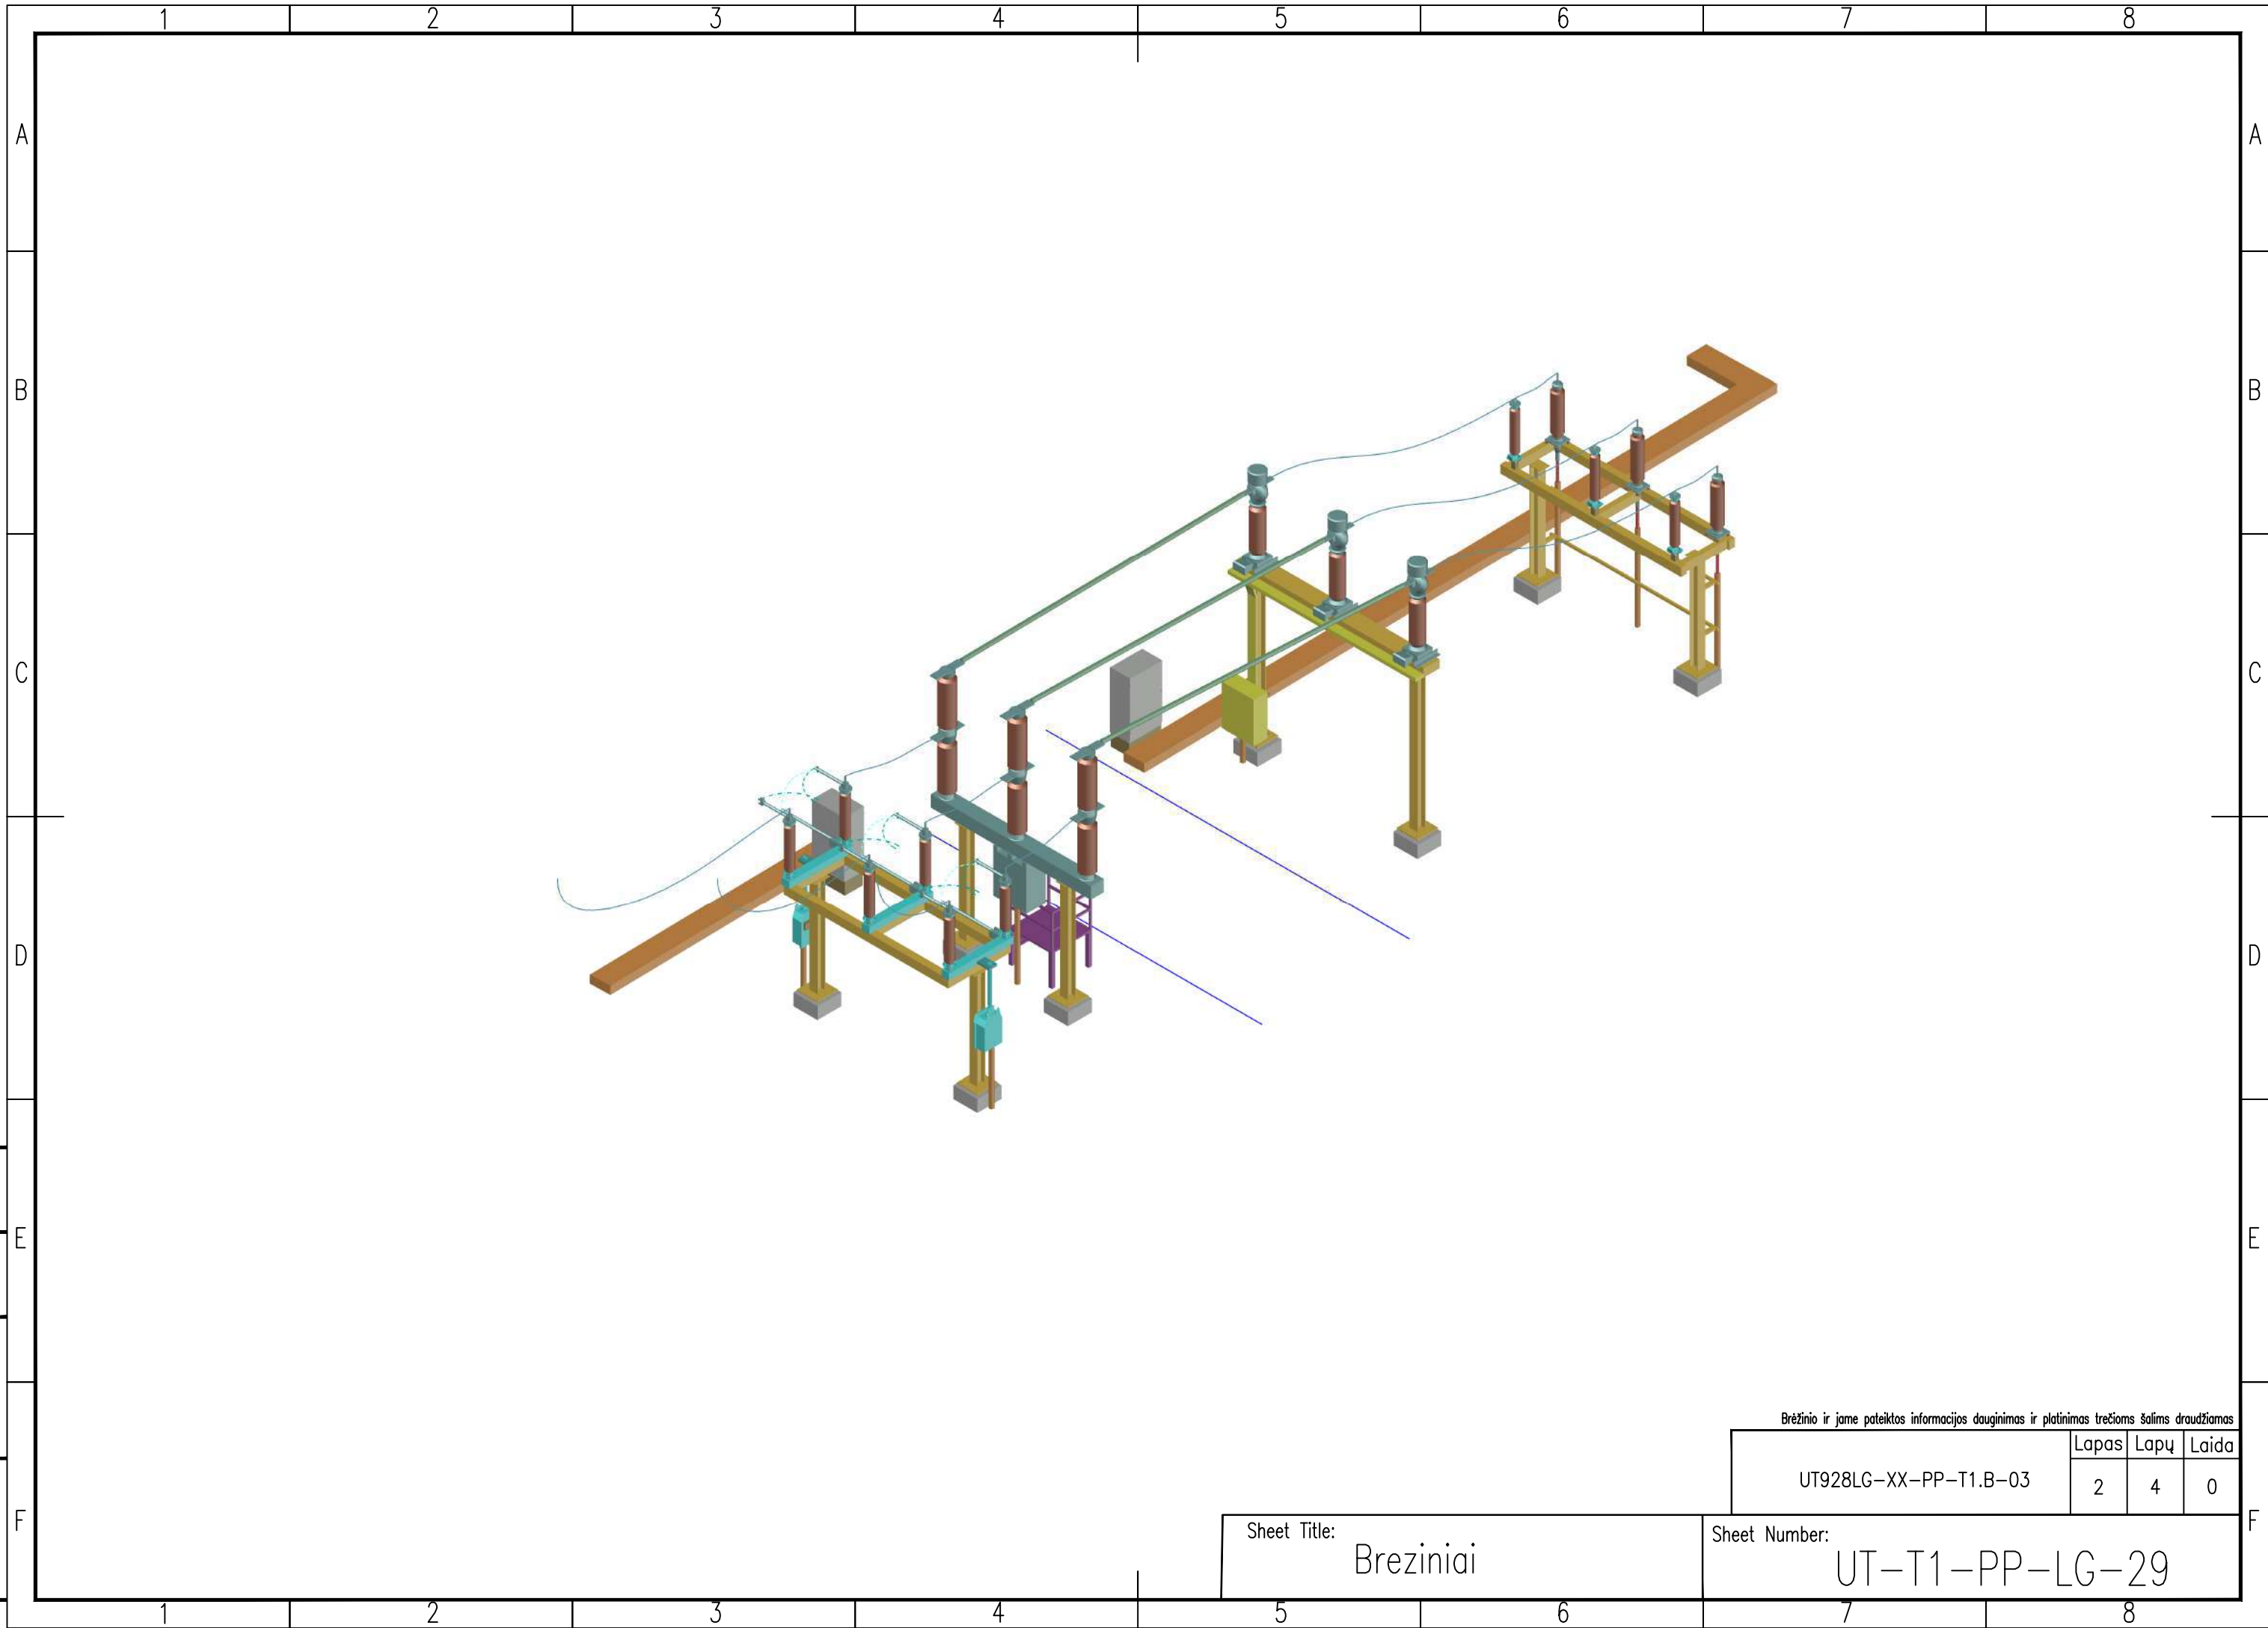 1 2 3 4 5 6 7 8
A A
B B
C C
D D
E E
Brėžinio ir jame pateiktos informacijos dauginimas ir platinimas trečioms šalims draudžiamas
Lapas Lapų Laida
UT928LG-XX-PP-T1.B-03 2 4 0
F F
Sheet Title:
Breziniai
Sheet Number:
UT-T1-PP-LG-29
1 2 3 4 5 6 7 8